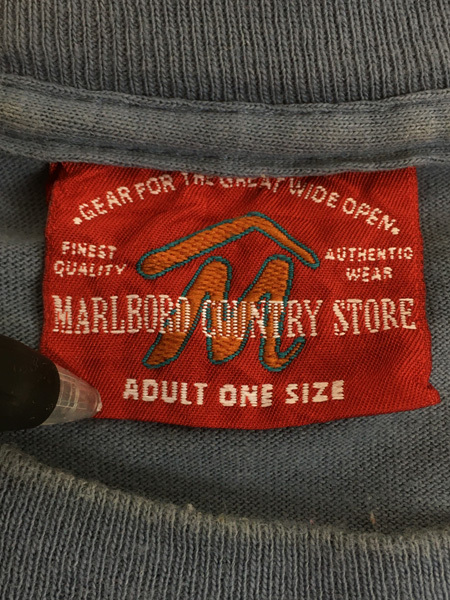 GEAR FOR THE GREAT WIDE OPEN
FINEST QUALITY
AUTHENTIC WEAR
MARLBORO COUNTRY STORE
ADULT ONE SIZE